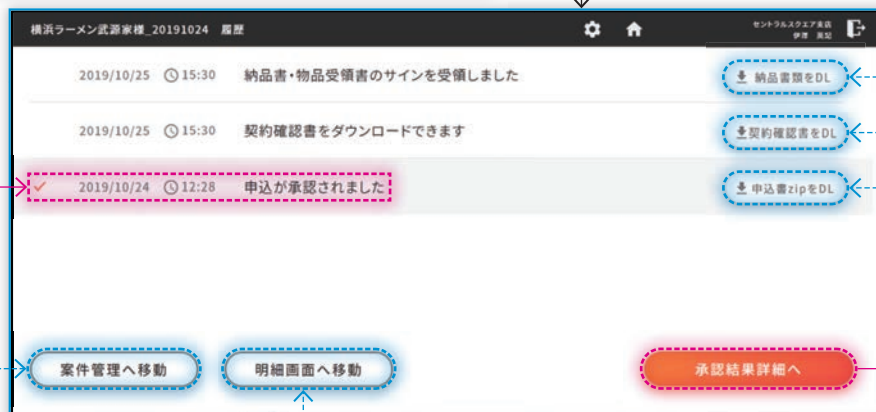 横浜ラーメン武源家様_20191024 履歴
セントラルスクエア支店
伊澤 英記
2019/10/25 15:30 納品書・物品受領書のサインを受領しました 納品書類をDL
2019/10/25 15:30 契約確認書をダウンロードできます 契約確認書をDL
2019/10/24 12:28 申込が承認されました 申込書zipをDL
案件管理へ移動 明細画面へ移動 承認結果詳細へ